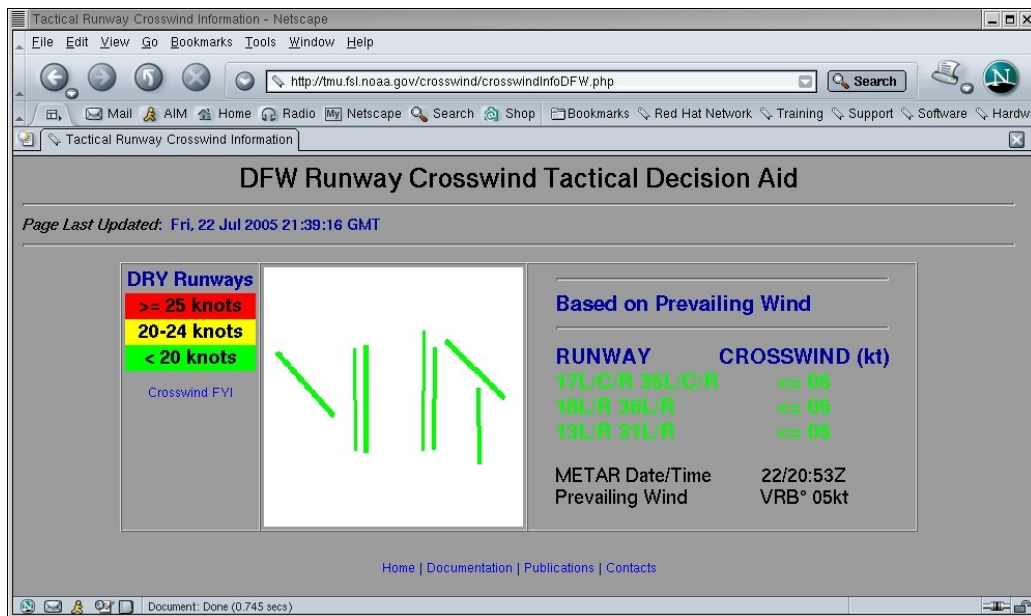 Tactical Runway Crosswind Information - Netscape
File Edit View Go Bookmarks Tools Window Help
http://tmu.fsl.noaa.gov/crosswind/crosswindInfoDFW.php Search N
Mail AIM Home Radio My Netscape Search Shop Bookmarks Red Hat Network Training Support Software Hardw
Tactical Runway Crosswind Information
DFW Runway Crosswind Tactical Decision Aid
Page Last Updated: Fri, 22 Jul 2005 21:39:16 GMT
DRY Runways
>= 25 knots
20-24 knots
< 20 knots
Crosswind FYI
Based on Prevailing Wind
RUNWAY CROSSWIND (kt)
17L/C/R 35L/C/R <= 05
18L/R 36L/R <= 05
13L/R 31L/R <= 05
METAR Date/Time 22/20:53Z
Prevailing Wind VRB° 05kt
Home | Documentation | Publications | Contacts
Document: Done (0.745 secs)